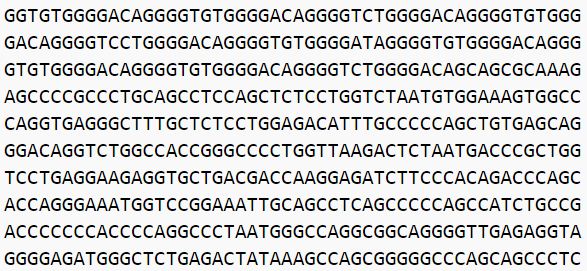 GGTGTGGGGACAGGGGTGTGGGGACAGGGGTCTGGGGACAGGGGTGTGGG
GACAGGGGTCCTGGGGACAGGGGTGTGGGGATAGGGGTGTGGGGACAGGG
GTGTGGGGACAGGGGTGTGGGGACAGGGGTCTGGGGACAGCAGCGCAAAG
AGCCCCGCCCTGCAGCCTCCAGCTCTCCTGGTCTAATGTGGAAAGTGGCC
CAGGTGAGGGCTTTGCTCTCCTGGAGACATTTGCCCCCAGCTGTGAGCAG
GGACAGGTCTGGCCACCGGGCCCCTGGTTAAGACTCTAATGACCCGCTGG
TCCTGAGGAAGAGGTGCTGACGACCAAGGAGATCTTCCCACAGACCCAGC
ACCAGGGAAATGGTCCGGAAATTGCAGCCTCAGCCCCCAGCCATCTGCCG
ACCCCCCCACCCCAGGCCCTAATGGGCCAGGCGGCAGGGGTTGAGAGGTA
GGGGAGATGGGCTCTGAGACTATAAAGCCAGCGGGGGCCCAGCAGCCCTC